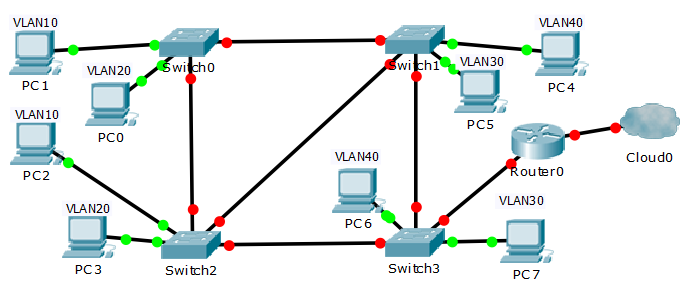 VLAN10
PC1
VLAN20
PC0
Switch0
VLAN40
PC4
Switch1
VLAN30
PC5
VLAN10
PC2
Router0
Cloud0
VLAN20
PC3
Switch2
VLAN40
PC6
Switch3
VLAN30
PC7